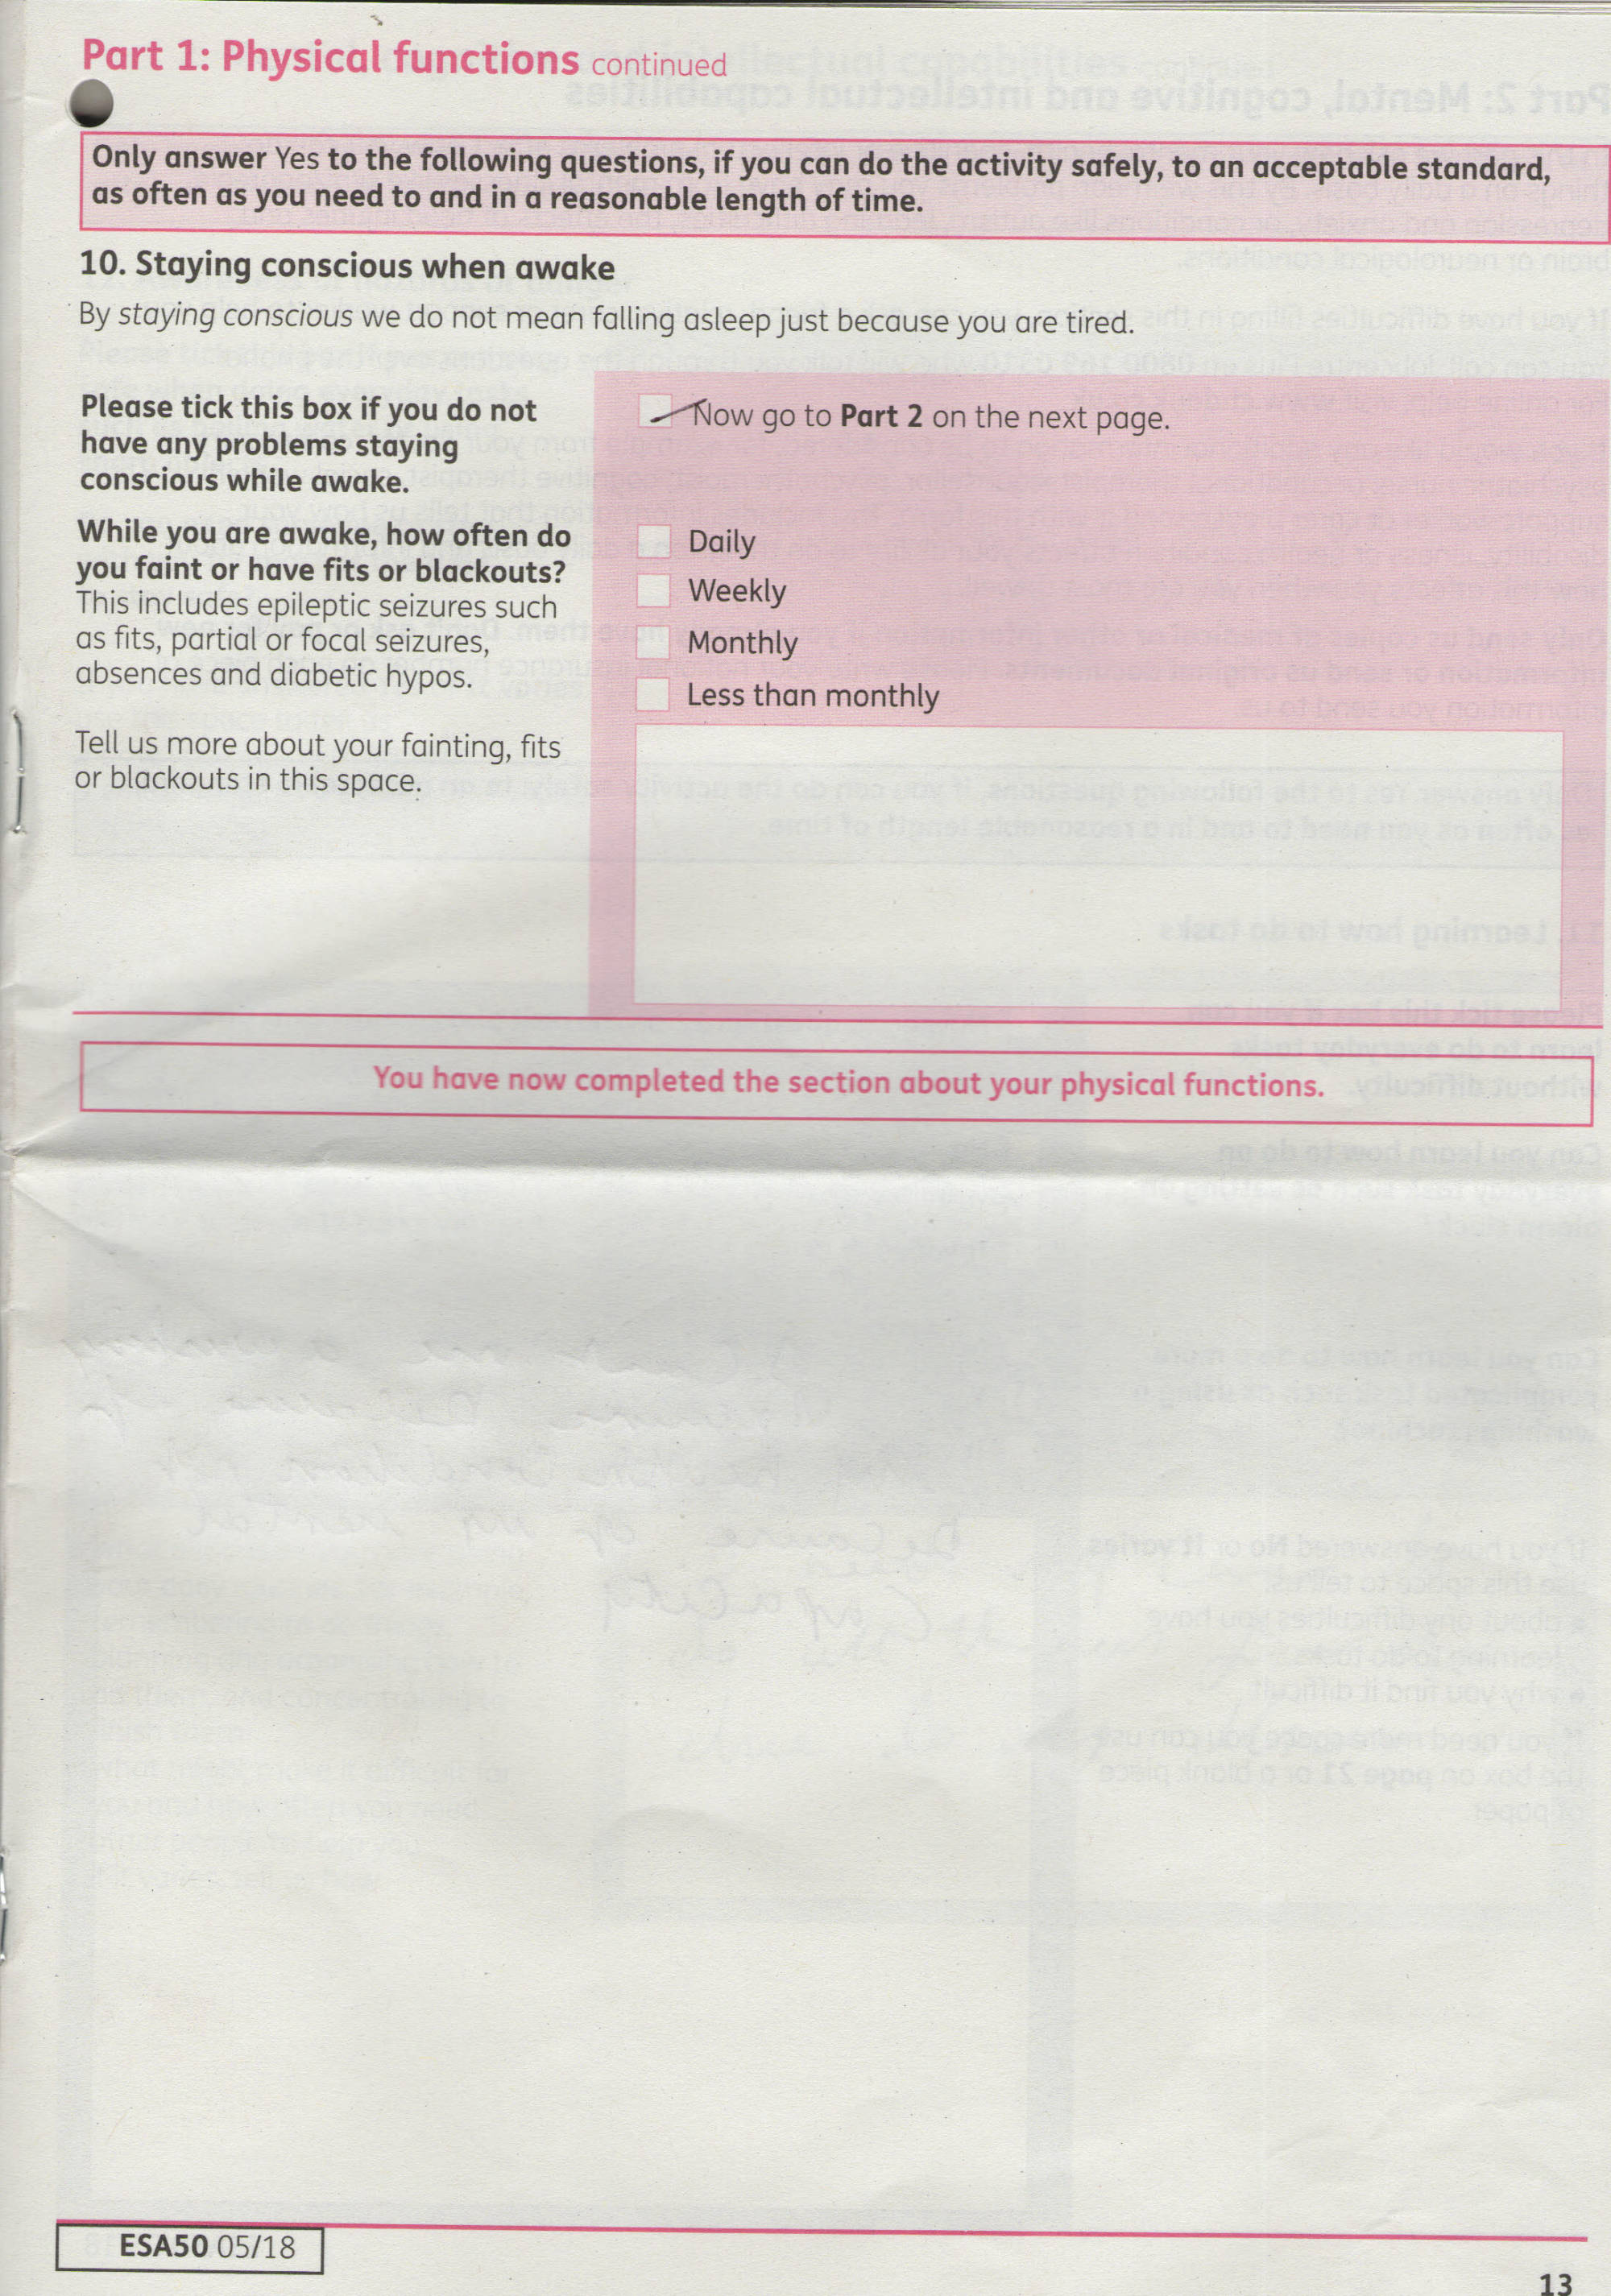 Part 1: Physical functions continued
Only answer Yes to the following questions, if you can do the activity safely, to an acceptable standard,
as often as you need to and in a reasonable length of time.
10. Staying conscious when awake
By staying conscious we do not mean falling asleep just because you are tired.
Please tick this box if you do not
have any problems staying
conscious while awake.
Now go to Part 2 on the next page.
While you are awake, how often do
you faint or have fits or blackouts?
This includes epileptic seizures such
as fits, partial or focal seizures,
absences and diabetic hypos.
Daily
Weekly
Monthly
Less than monthly
Tell us more about your fainting, fits
or blackouts in this space.
You have now completed the section about your physical functions.
ESA50 05/18
13